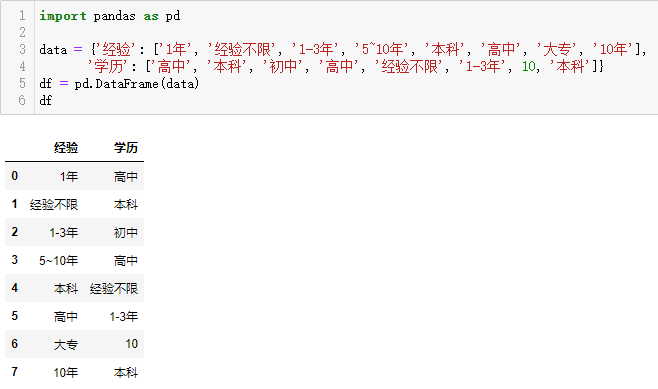 1 import pandas as pd
2
3 data = {'经验': ['1年', '经验不限', '1-3年', '5~10年', '本科', '高中', '大专', '10年'],
4 '学历': ['高中', '本科', '初中', '高中', '经验不限', '1-3年', 10, '本科']}
5 df = pd.DataFrame(data)
6 df
经验 学历
0 1年 高中
1 经验不限 本科
2 1-3年 初中
3 5~10年 高中
4 本科 经验不限
5 高中 1-3年
6 大专 10
7 10年 本科